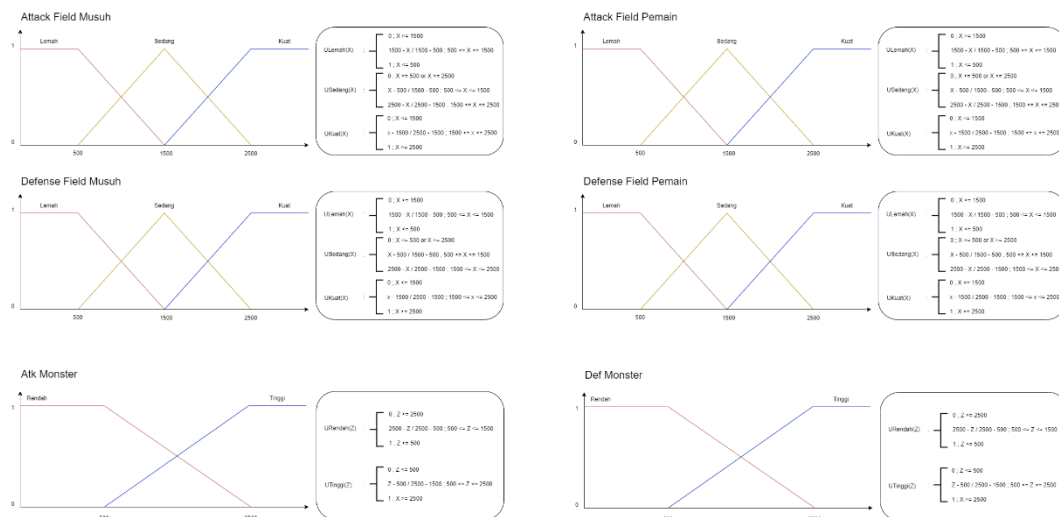 Attack Field Musuh
Lemah Sedang Kuat
1
0
500 1500 2500
ULemah(X) :
0 ; X >= 1500
1500 - X / 1500 - 500 ; 500 <= X <= 1500
1 ; X <= 500
USedang(X) :
0 ; X <= 500 or X >= 2500
X - 500 / 1500 - 500 ; 500 <= X <= 1500
2500 - X / 2500 - 1500 ; 1500 <= X <= 2500
UKuat(X) :
0 ; X <= 1500
x - 1500 / 2500 - 1500 ; 1500 <= x <= 2500
1 ; X >= 2500
Attack Field Pemain
Lemah Sedang Kuat
1
0
500 1500 2500
ULemah(X) :
0 ; X >= 1500
1500 - X / 1500 - 500 ; 500 <= X <= 1500
1 ; X <= 500
USedang(X) :
0 ; X <= 500 or X >= 2500
X - 500 / 1500 - 500 ; 500 <= X <= 1500
2500 - X / 2500 - 1500 ; 1500 <= X <= 2500
UKuat(X) :
0 ; X <= 1500
x - 1500 / 2500 - 1500 ; 1500 <= x <= 2500
1 ; X >= 2500
Defense Field Musuh
Lemah Sedang Kuat
1
0
500 1500 2500
ULemah(X) :
0 ; X >= 1500
1500 - X / 1500 - 500 ; 500 <= X <= 1500
1 ; X <= 500
USedang(X) :
0 ; X <= 500 or X >= 2500
X - 500 / 1500 - 500 ; 500 <= X <= 1500
2500 - X / 2500 - 1500 ; 1500 <= X <= 2500
UKuat(X) :
0 ; X <= 1500
x - 1500 / 2500 - 1500 ; 1500 <= x <= 2500
1 ; X >= 2500
Defense Field Pemain
Lemah Sedang Kuat
1
0
500 1500 2500
ULemah(X) :
0 ; X >= 1500
1500 - X / 1500 - 500 ; 500 <= X <= 1500
1 ; X <= 500
USedang(X) :
0 ; X <= 500 or X >= 2500
X - 500 / 1500 - 500 ; 500 <= X <= 1500
2500 - X / 2500 - 1500 ; 1500 <= X <= 2500
UKuat(X) :
0 ; X <= 1500
x - 1500 / 2500 - 1500 ; 1500 <= x <= 2500
1 ; X >= 2500
Atk Monster
Rendah Tinggi
1
0
URendah(Z) :
0 ; Z >= 2500
2500 - Z / 2500 - 500 ; 500 <= Z <= 1500
1 ; Z <= 500
UTinggi(Z) :
0 ; Z <= 500
Z - 500 / 2500 - 1500 ; 500 <= Z <= 2500
1 ; X >= 2500
Def Monster
Rendah Tinggi
1
0
URendah(Z) :
0 ; Z >= 2500
2500 - Z / 2500 - 500 ; 500 <= Z <= 1500
1 ; Z <= 500
UTinggi(Z) :
0 ; Z <= 500
Z - 500 / 2500 - 1500 ; 500 <= Z <= 2500
1 ; X >= 2500